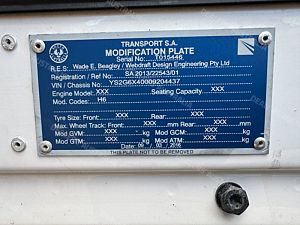 TRANSPORT S.A.
MODIFICATION PLATE
Serial No: T015446
R.E.S: Wade E. Beagley / Webdraft Design Engineering Pty Ltd
Registration / Ref No: SA 2013/22543/01
VIN / Chassis No: YS2G6X40009204437
Engine Model: XXX Seating Capacity: XXX
Mod. Codes: H6
Tyre Size: Front: XXX Rear: XXX
Max. Wheel Track: Front: XXX mm Rear: XXX mm
Mod GVM: XXX kg Mod GCM: XXX kg
Mod GTM: XXX kg Mod ATM: XXX kg
Date: / 03 / 2016
THIS PLATE NOT TO BE REMOVED